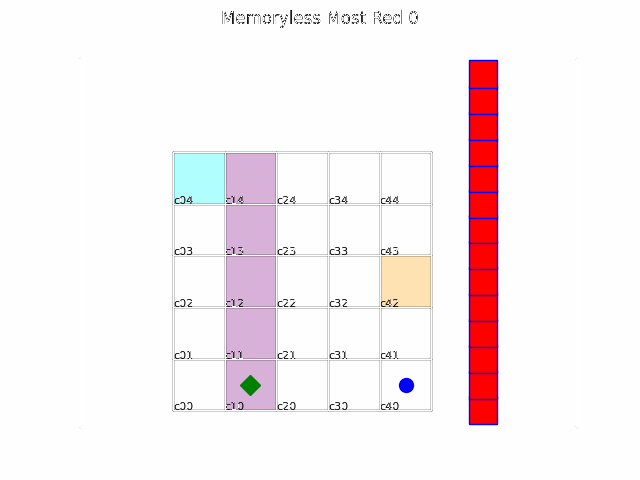 Memoryless Most Red 0
c04 c14 c24 c34 c44
c03 c13 c23 c33 c43
c02 c12 c22 c32 c42
c01 c11 c21 c31 c41
c00 c10 c20 c30 c40